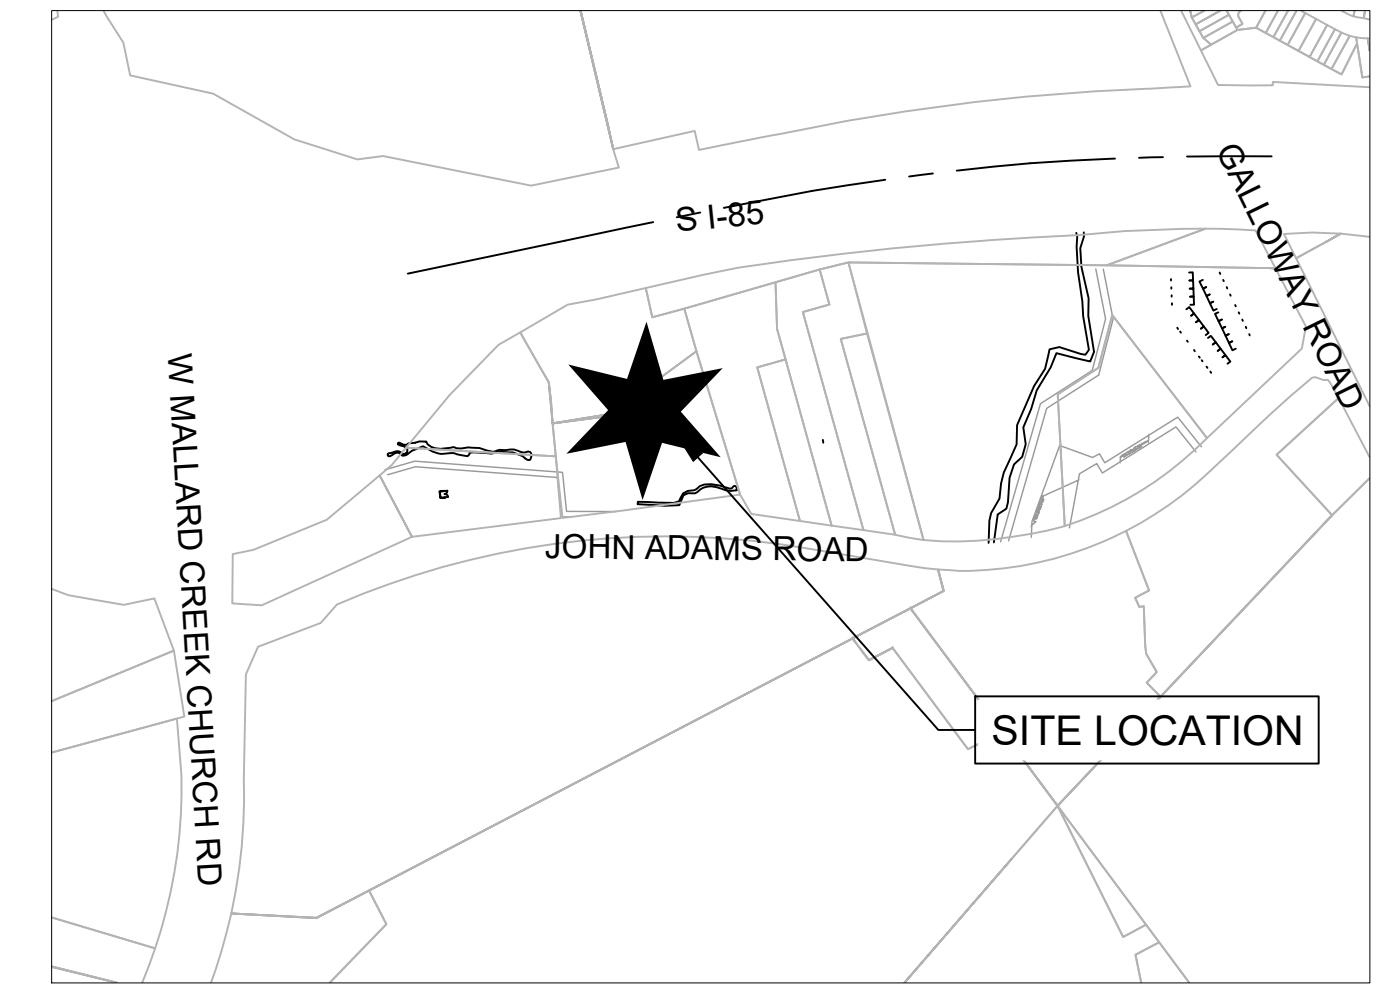 S I-85
GALLOWAY ROAD
W MALLARD CREEK CHURCH RD
JOHN ADAMS ROAD
SITE LOCATION